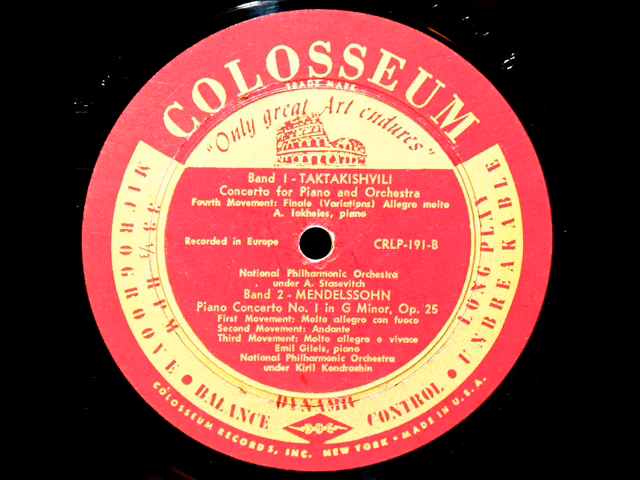 COLOSSEUM
TRADE MARK
"Only great Art endures"
Band 1 - TAKTAKISHVILI
Concerto for Piano and Orchestra
Fourth Movement: Finale (Variations) Allegro molto
A. Iokheles, piano
Recorded in Europe
CRLP-191-B
National Philharmonic Orchestra
under A. Stasevitch
Band 2 - MENDELSSOHN
Piano Concerto No. 1 in G Minor, Op. 25
First Movement: Molto allegro con fuoco
Second Movement: Andante
Third Movement: Molto allegro e vivace
Emil Gilels, piano
National Philharmonic Orchestra
under Kiril Kondrashin
MICROGROOVE
33⅓ R.P.M.
LONG PLAY
UNBREAKABLE
DYNAMIC
BALANCE CONTROL
COLOSSEUM RECORDS, INC. NEW YORK • MADE IN U.S.A.